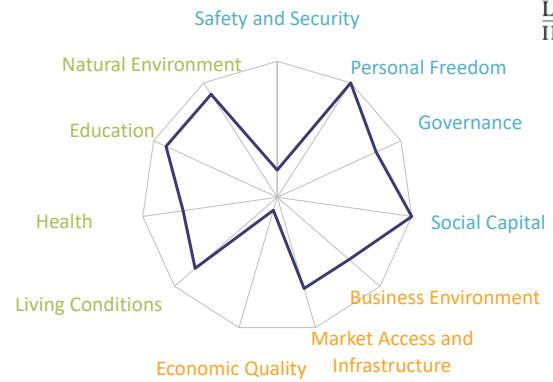 Safety and Security
Natural Environment
Personal Freedom
Education
Governance
Health
Social Capital
Living Conditions
Business Environment
Economic Quality
Market Access and
Infrastructure